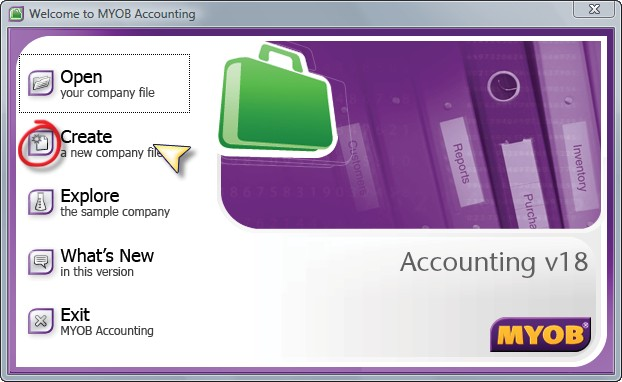 Welcome to MYOB Accounting
Open
your company file
Create
a new company file
Explore
the sample company
What's New
in this version
Exit
MYOB Accounting
Customers
Reports
Purcha
Inventory
Accounting v18
MYOB®